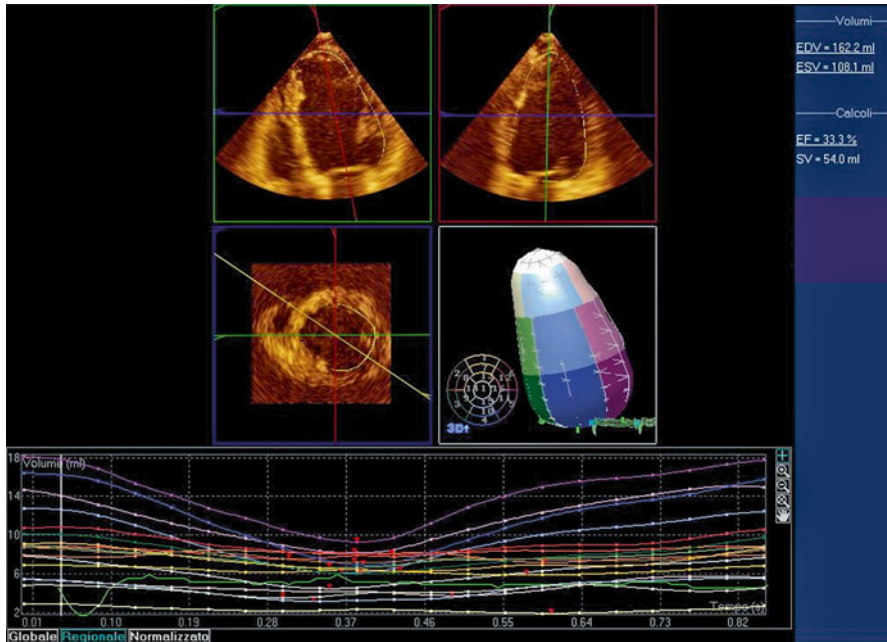 Volumi
EDV = 162.2 ml
ESV = 108.1 ml
Calcoli
EF = 33.3 %
SV = 54.0 ml
3D
Volume (ml)
18
14
10
6
2
Tempo (s)
0.01 0.10 0.19 0.28 0.37 0.46 0.55 0.64 0.73 0.82
Globale Regionale Normalizzato